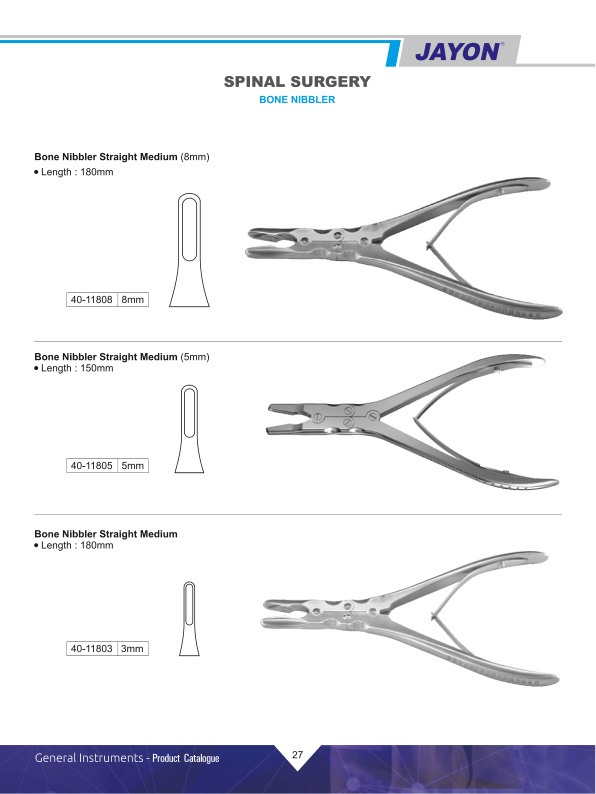 JAYON®
SPINAL SURGERY
BONE NIBBLER
Bone Nibbler Straight Medium (8mm)
• Length : 180mm
40-11808 8mm
Bone Nibbler Straight Medium (5mm)
• Length : 150mm
40-11805 5mm
Bone Nibbler Straight Medium
• Length : 180mm
40-11803 3mm
General Instruments - Product Catalogue
27